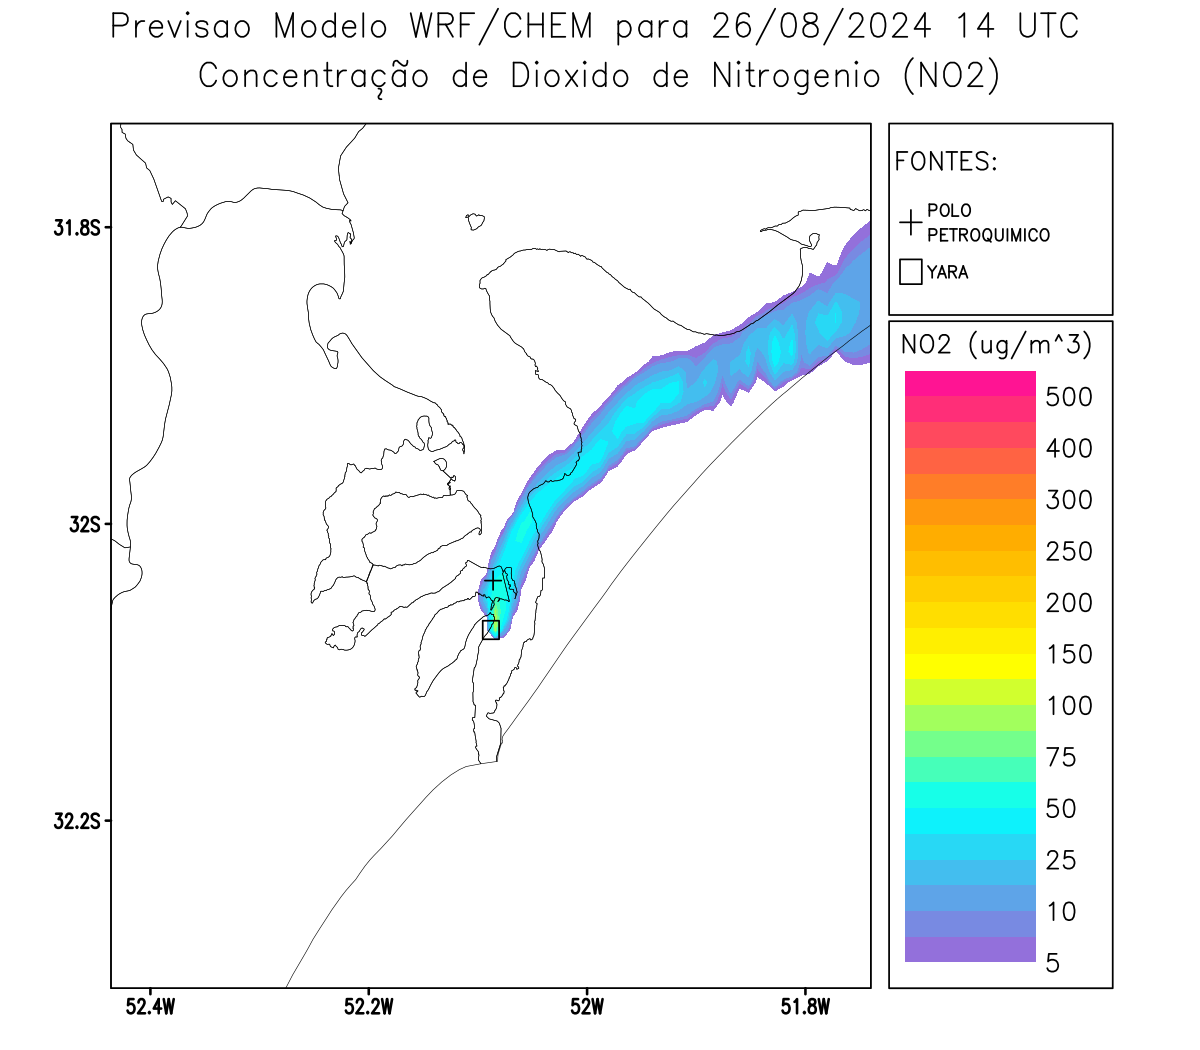 Previsao Modelo WRF/CHEM para 26/08/2024 14 UTC
Concentração de Dioxido de Nitrogenio (NO2)
FONTES:
POLO
PETROQUIMICO
YARA
NO2 (ug/m^3)
500
400
300
250
200
150
100
75
50
25
10
5
31.8S
32S
32.2S
52.4W
52.2W
52W
51.8W